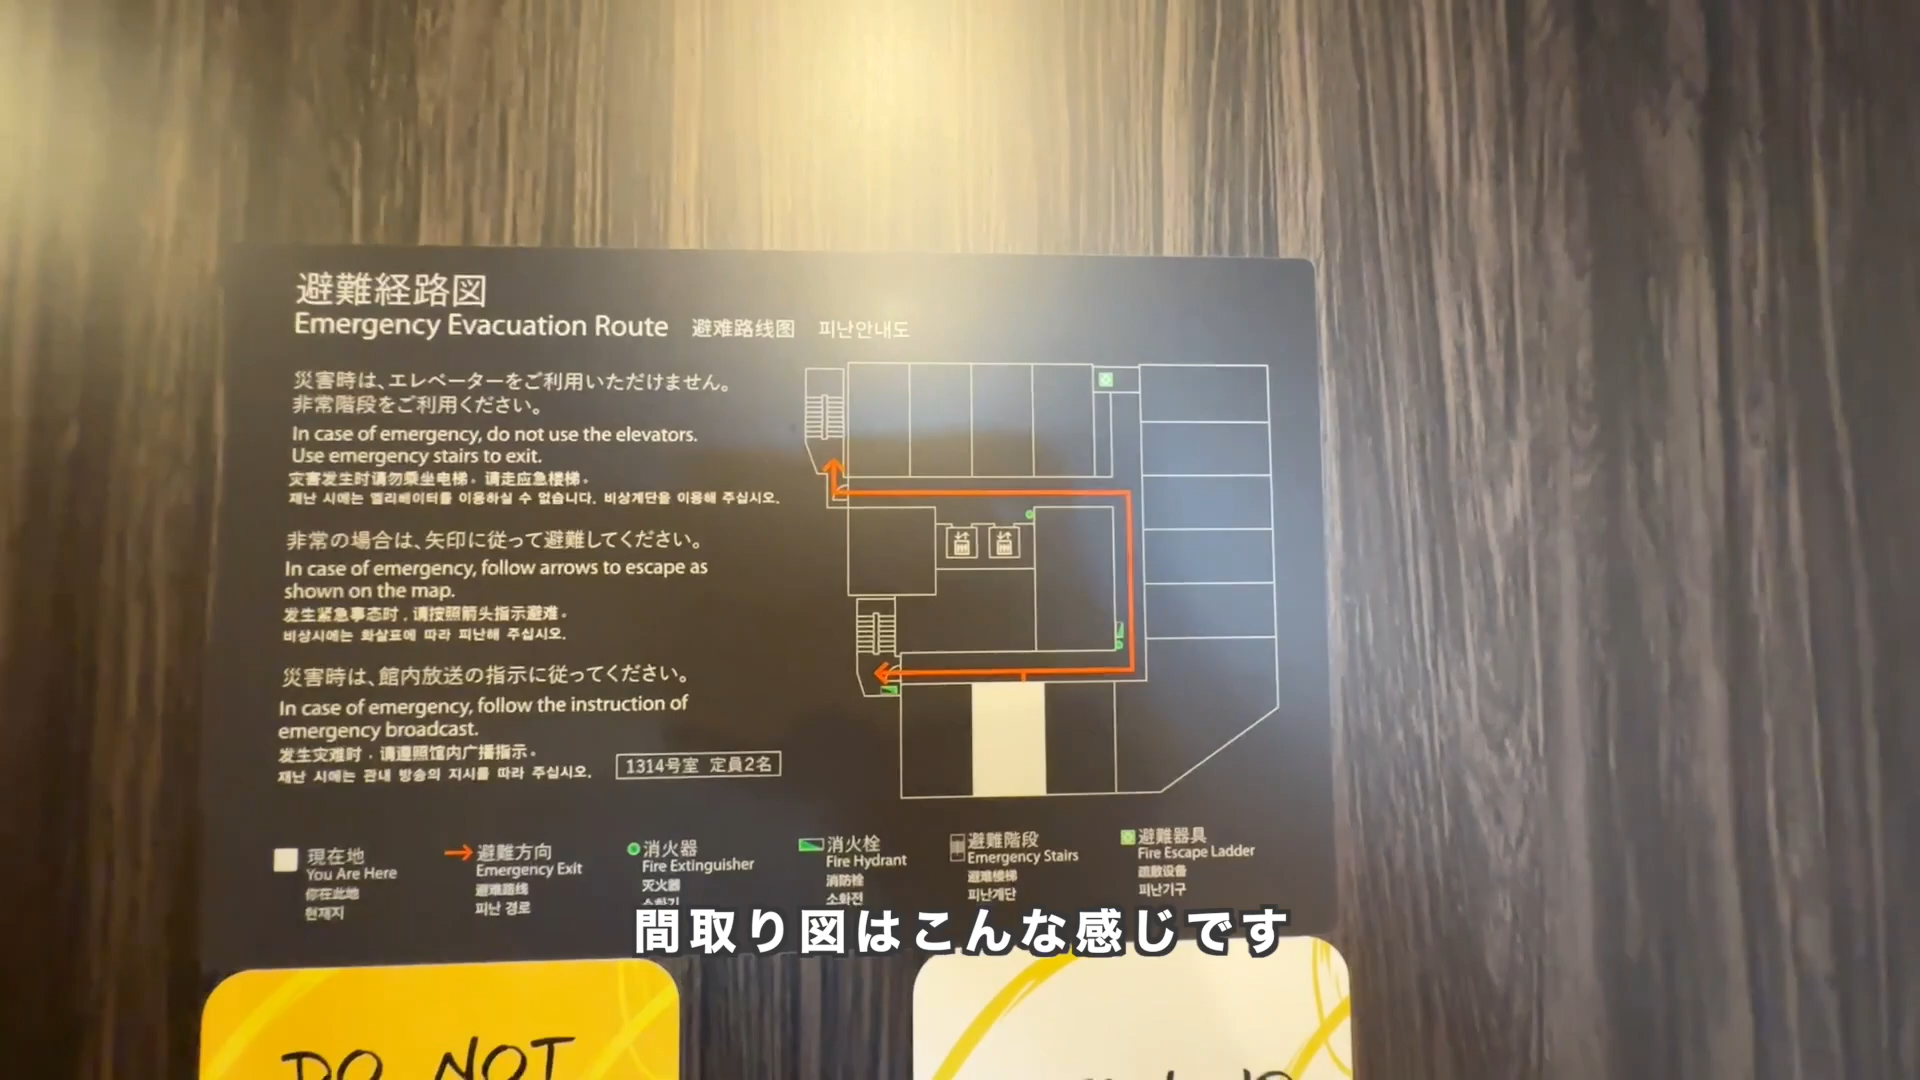 避難経路図
Emergency Evacuation Route 避难路线图 피난안내도
災害時は、エレベーターをご利用いただけません。
非常階段をご利用ください。
In case of emergency, do not use the elevators.
Use emergency stairs to exit.
灾害发生时请勿乘坐电梯。请走应急楼梯。
재난 시에는 엘리베이터를 이용하실 수 없습니다. 비상계단을 이용해 주십시오.
非常の場合は、矢印に従って避難してください。
In case of emergency, follow arrows to escape as
shown on the map.
发生紧急事态时，请按照箭头指示避难。
비상시에는 화살표에 따라 피난해 주십시오.
災害時は、館内放送の指示に従ってください。
In case of emergency, follow the instruction of
emergency broadcast.
发生灾难时，请遵照馆内广播指示。
재난 시에는 관내 방송의 지시를 따라 주십시오.
1314号室 定員2名
現在地
You Are Here
你在此地
현재지
避難方向
Emergency Exit
避难路线
피난 경로
消火器
Fire Extinguisher
灭火器
소화기
消火栓
Fire Hydrant
消防栓
소화전
避難階段
Emergency Stairs
避难楼梯
피난계단
避難器具
Fire Escape Ladder
疏散设备
피난기구
間取り図はこんな感じです
DO NOT